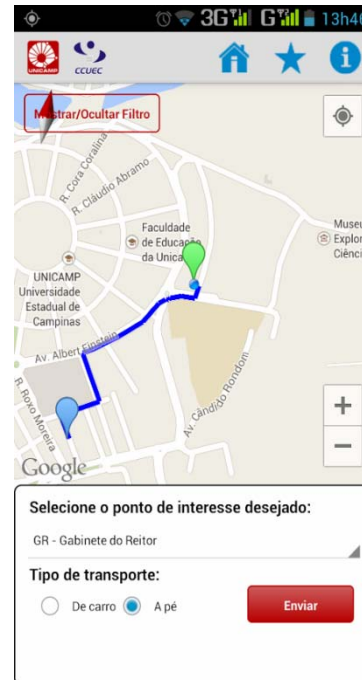 3G G 13h46
UNICAMP
CCUEC
Mostrar/Ocultar Filtro
R. Cora Coralina
R. Cláudio Abramo
Faculdade
de Educação
da Unica
Museu
Explor
Ciênci
UNICAMP
Universidade
Estadual de
Campinas
Av. Albert Einstein
R. Roxo Moreira
Av. Cândido Rondom
+
−
Google
Selecione o ponto de interesse desejado:
GR - Gabinete do Reitor
Tipo de transporte:
De carro A pé
Enviar